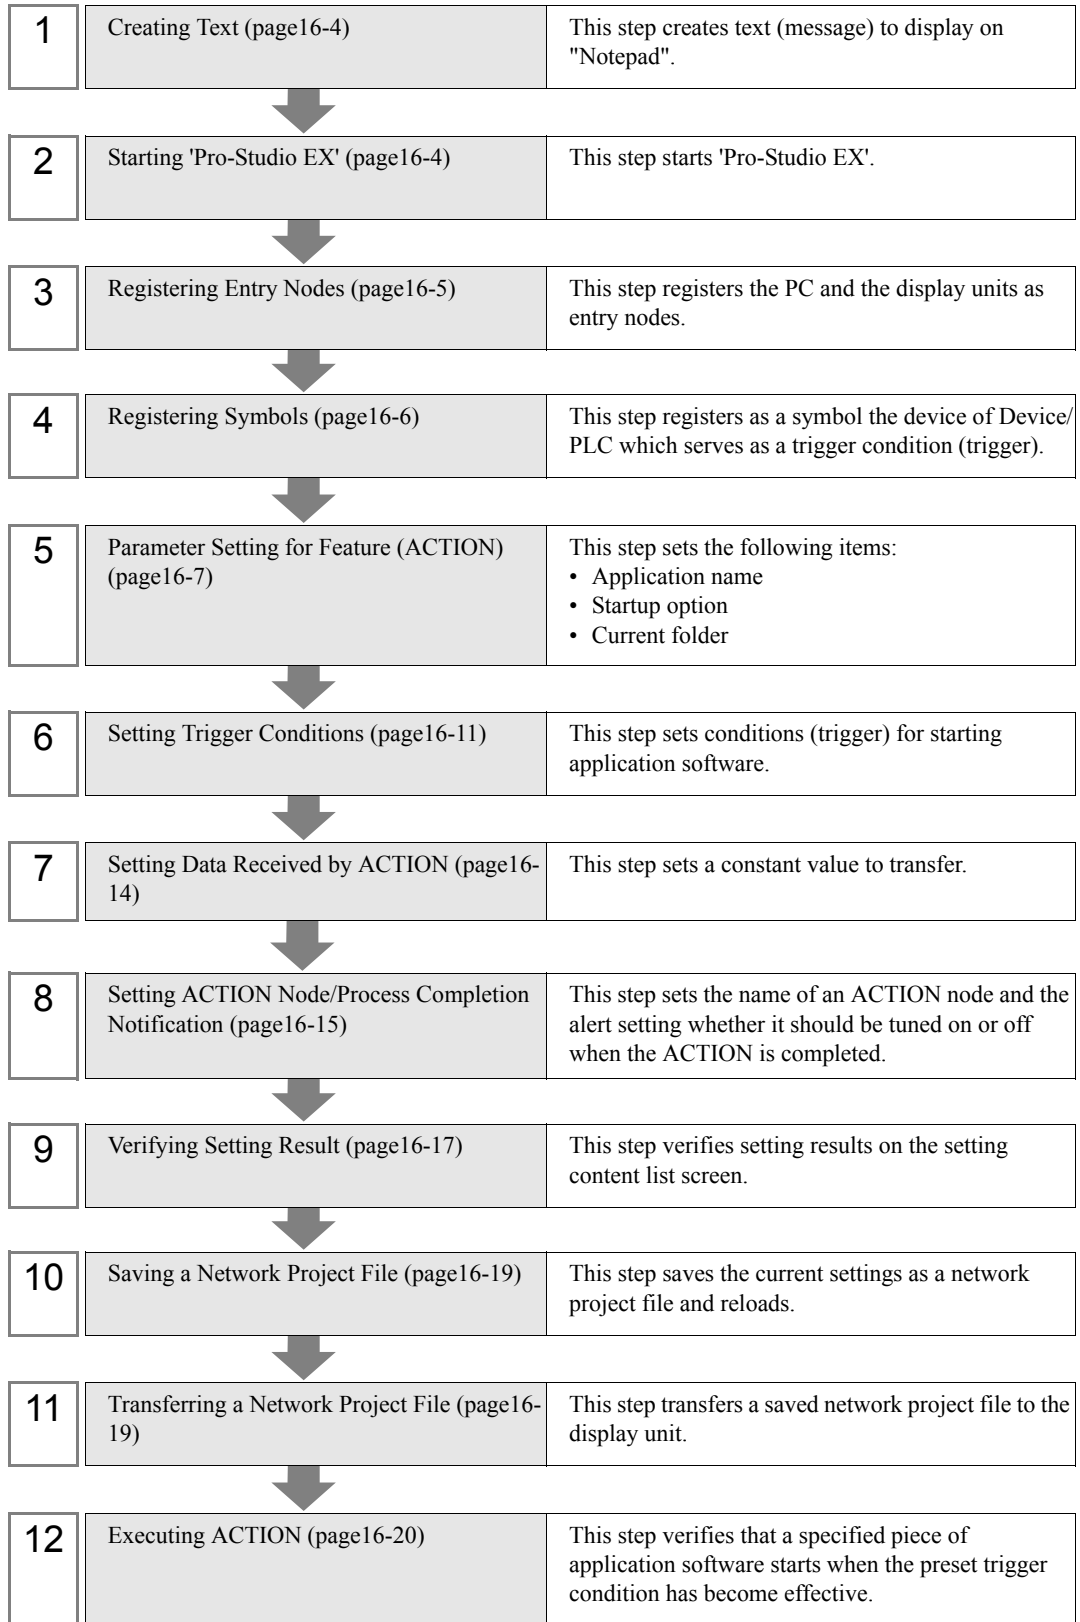 1
Creating Text (page16-4)
This step creates text (message) to display on
"Notepad".
2
Starting 'Pro-Studio EX' (page16-4)
This step starts 'Pro-Studio EX'.
3
Registering Entry Nodes (page16-5)
This step registers the PC and the display units as
entry nodes.
4
Registering Symbols (page16-6)
This step registers as a symbol the device of Device/
PLC which serves as a trigger condition (trigger).
5
Parameter Setting for Feature (ACTION)
(page16-7)
This step sets the following items:
• Application name
• Startup option
• Current folder
6
Setting Trigger Conditions (page16-11)
This step sets conditions (trigger) for starting
application software.
7
Setting Data Received by ACTION (page16-
14)
This step sets a constant value to transfer.
8
Setting ACTION Node/Process Completion
Notification (page16-15)
This step sets the name of an ACTION node and the
alert setting whether it should be tuned on or off
when the ACTION is completed.
9
Verifying Setting Result (page16-17)
This step verifies setting results on the setting
content list screen.
10
Saving a Network Project File (page16-19)
This step saves the current settings as a network
project file and reloads.
11
Transferring a Network Project File (page16-
19)
This step transfers a saved network project file to the
display unit.
12
Executing ACTION (page16-20)
This step verifies that a specified piece of
application software starts when the preset trigger
condition has become effective.